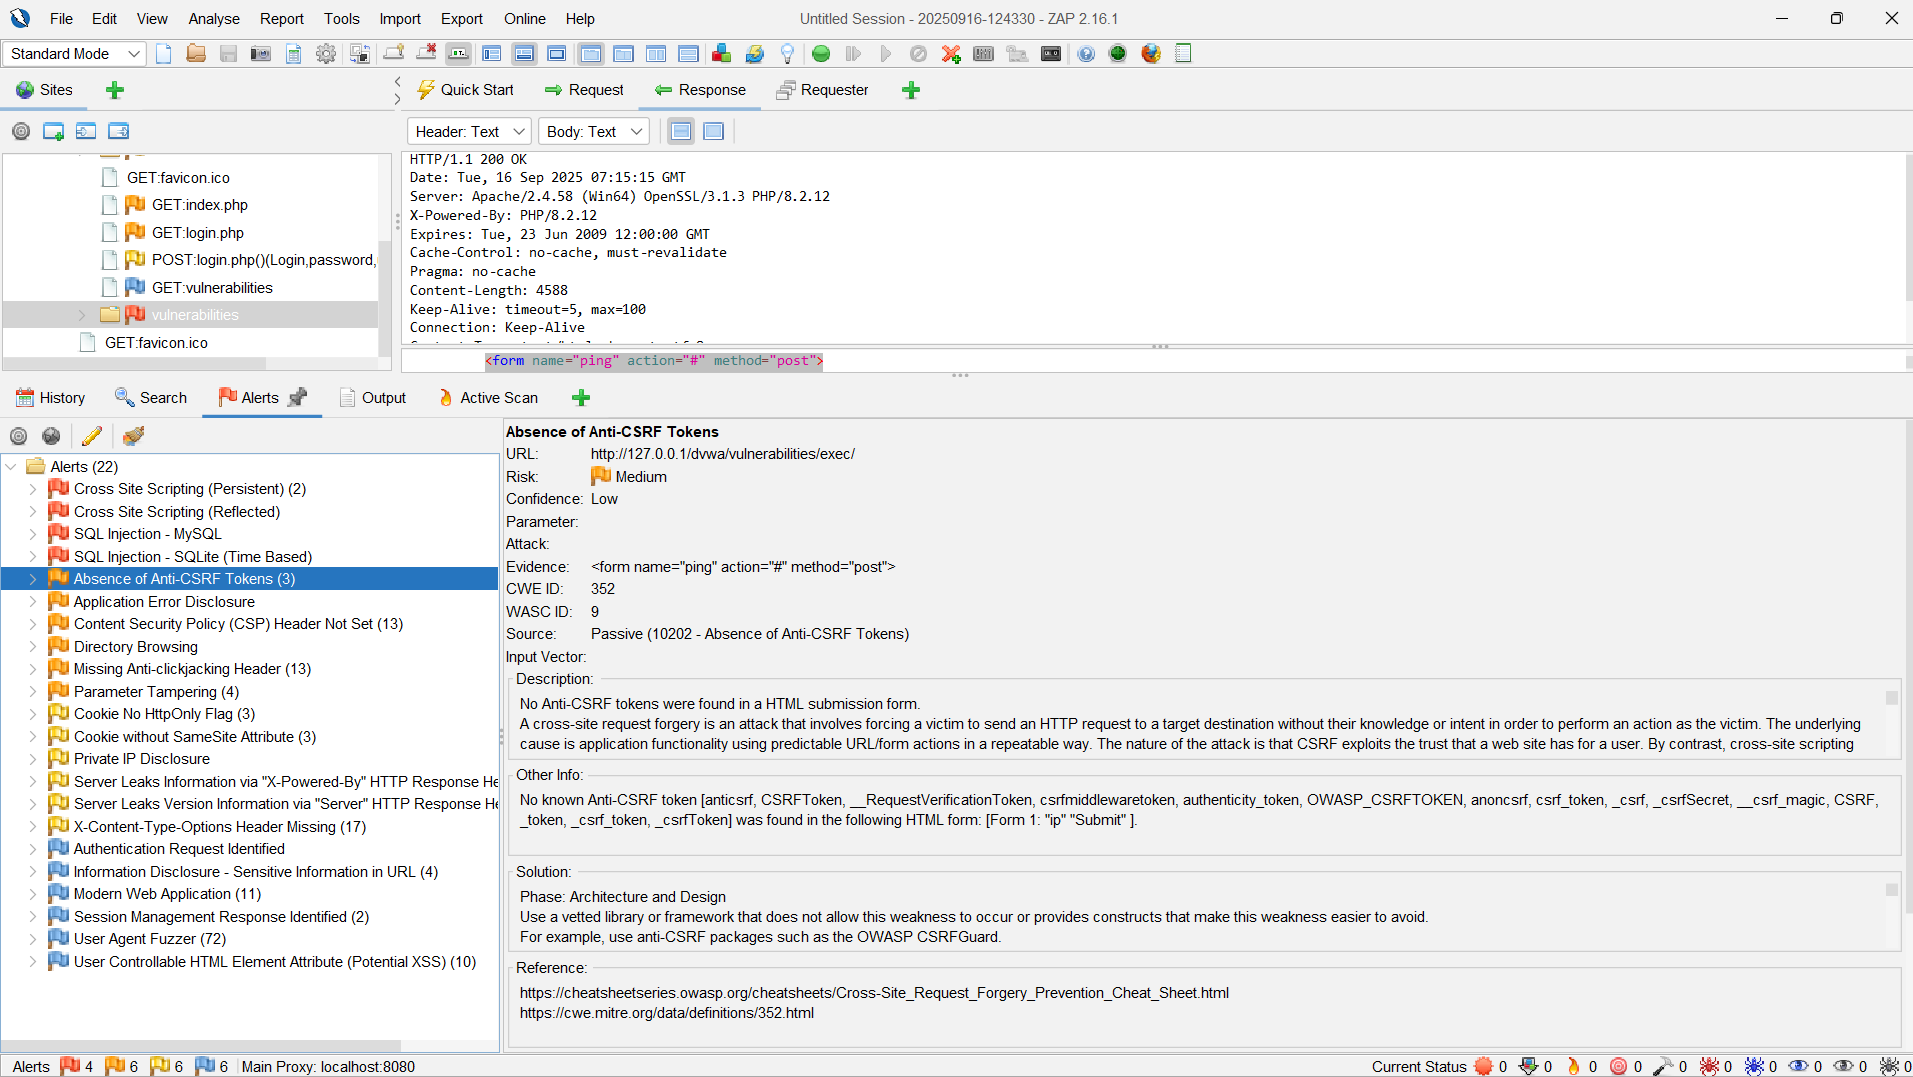 File Edit View Analyse Report Tools Import Export Online Help
Untitled Session - 20250916-124330 - ZAP 2.16.1
Standard Mode
Sites
Quick Start
Request
Response
Requester
Header: Text
Body: Text
GET:favicon.ico
GET:index.php
GET:login.php
POST:login.php()(Login,password,
GET:vulnerabilities
vulnerabilities
GET:favicon.ico
HTTP/1.1 200 OK
Date: Tue, 16 Sep 2025 07:15:15 GMT
Server: Apache/2.4.58 (Win64) OpenSSL/3.1.3 PHP/8.2.12
X-Powered-By: PHP/8.2.12
Expires: Tue, 23 Jun 2009 12:00:00 GMT
Cache-Control: no-cache, must-revalidate
Pragma: no-cache
Content-Length: 4588
Keep-Alive: timeout=5, max=100
Connection: Keep-Alive
<form name="ping" action="#" method="post">
History
Search
Alerts
Output
Active Scan
Alerts (22)
Cross Site Scripting (Persistent) (2)
Cross Site Scripting (Reflected)
SQL Injection - MySQL
SQL Injection - SQLite (Time Based)
Absence of Anti-CSRF Tokens (3)
Application Error Disclosure
Content Security Policy (CSP) Header Not Set (13)
Directory Browsing
Missing Anti-clickjacking Header (13)
Parameter Tampering (4)
Cookie No HttpOnly Flag (3)
Cookie without SameSite Attribute (3)
Private IP Disclosure
Server Leaks Information via "X-Powered-By" HTTP Response He
Server Leaks Version Information via "Server" HTTP Response He
X-Content-Type-Options Header Missing (17)
Authentication Request Identified
Information Disclosure - Sensitive Information in URL (4)
Modern Web Application (11)
Session Management Response Identified (2)
User Agent Fuzzer (72)
User Controllable HTML Element Attribute (Potential XSS) (10)
Absence of Anti-CSRF Tokens
URL: http://127.0.0.1/dvwa/vulnerabilities/exec/
Risk: Medium
Confidence: Low
Parameter:
Attack:
Evidence: <form name="ping" action="#" method="post">
CWE ID: 352
WASC ID: 9
Source: Passive (10202 - Absence of Anti-CSRF Tokens)
Input Vector:
Description:
No Anti-CSRF tokens were found in a HTML submission form.
A cross-site request forgery is an attack that involves forcing a victim to send an HTTP request to a target destination without their knowledge or intent in order to perform an action as the victim. The underlying
cause is application functionality using predictable URL/form actions in a repeatable way. The nature of the attack is that CSRF exploits the trust that a web site has for a user. By contrast, cross-site scripting
Other Info:
No known Anti-CSRF token [anticsrf, CSRFToken, __RequestVerificationToken, csrfmiddlewaretoken, authenticity_token, OWASP_CSRFTOKEN, anoncsrf, csrf_token, _csrf, _csrfSecret, __csrf_magic, CSRF,
_token, _csrf_token, _csrfToken] was found in the following HTML form: [Form 1: "ip" "Submit" ].
Solution:
Phase: Architecture and Design
Use a vetted library or framework that does not allow this weakness to occur or provides constructs that make this weakness easier to avoid.
For example, use anti-CSRF packages such as the OWASP CSRFGuard.
Reference:
https://cheatsheetseries.owasp.org/cheatsheets/Cross-Site_Request_Forgery_Prevention_Cheat_Sheet.html
https://cwe.mitre.org/data/definitions/352.html
Alerts 4 6 6 6 Main Proxy: localhost:8080
Current Status 0 0 0 0 0 0 0 0 0 0